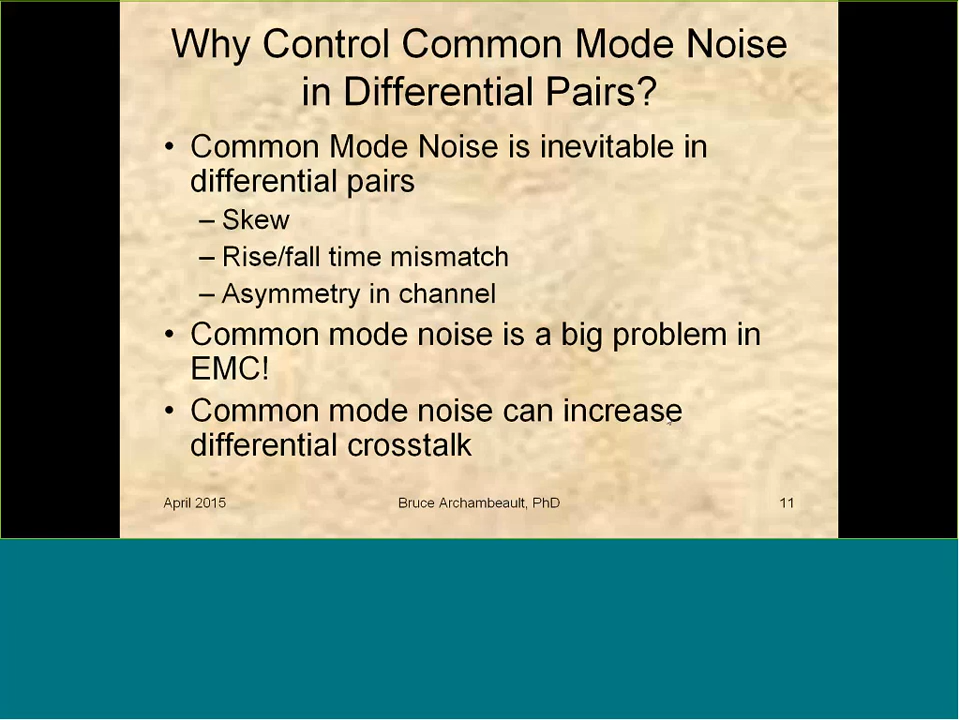 Why Control Common Mode Noise
in Differential Pairs?
• Common Mode Noise is inevitable in
differential pairs
– Skew
– Rise/fall time mismatch
– Asymmetry in channel
• Common mode noise is a big problem in
EMC!
• Common mode noise can increase
differential crosstalk
April 2015 Bruce Archambeault, PhD 11